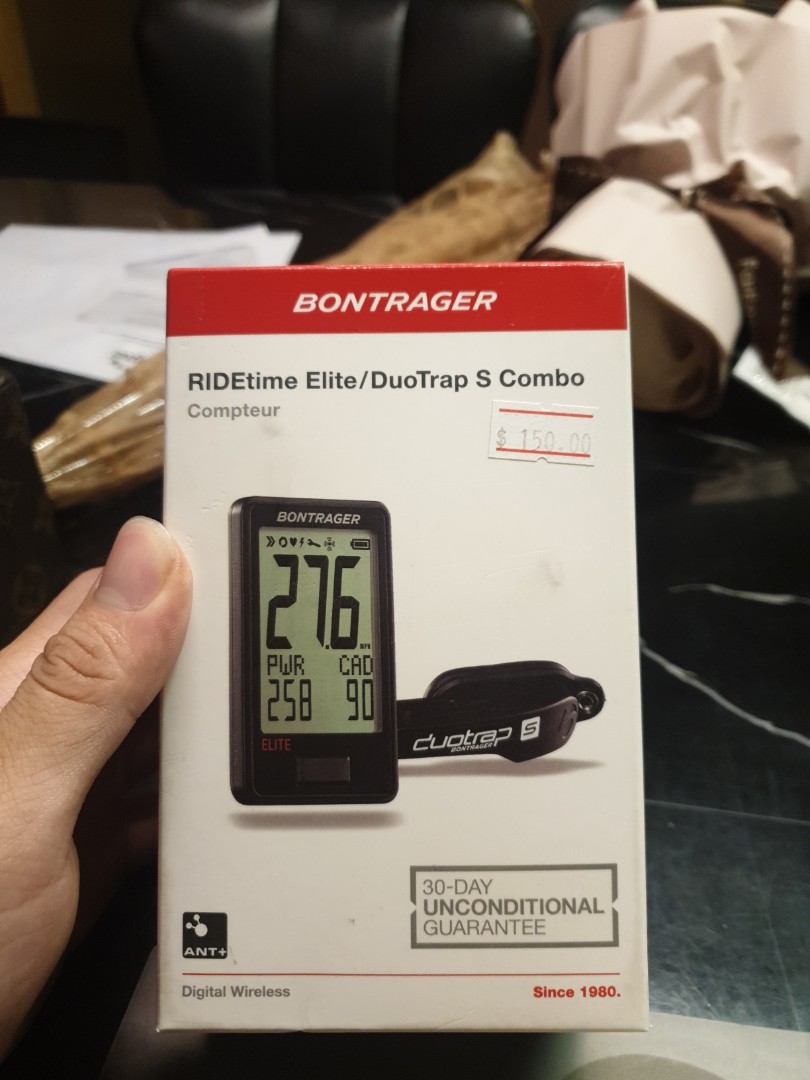 BONTRAGER
RIDEtime Elite/DuoTrap S Combo
Compteur
$ 150.00
BONTRAGER
27.6
PWR CAD
258 90
ELITE
duotrap S
BONTRAGER
30-DAY
UNCONDITIONAL
GUARANTEE
ANT+
Digital Wireless
Since 1980.